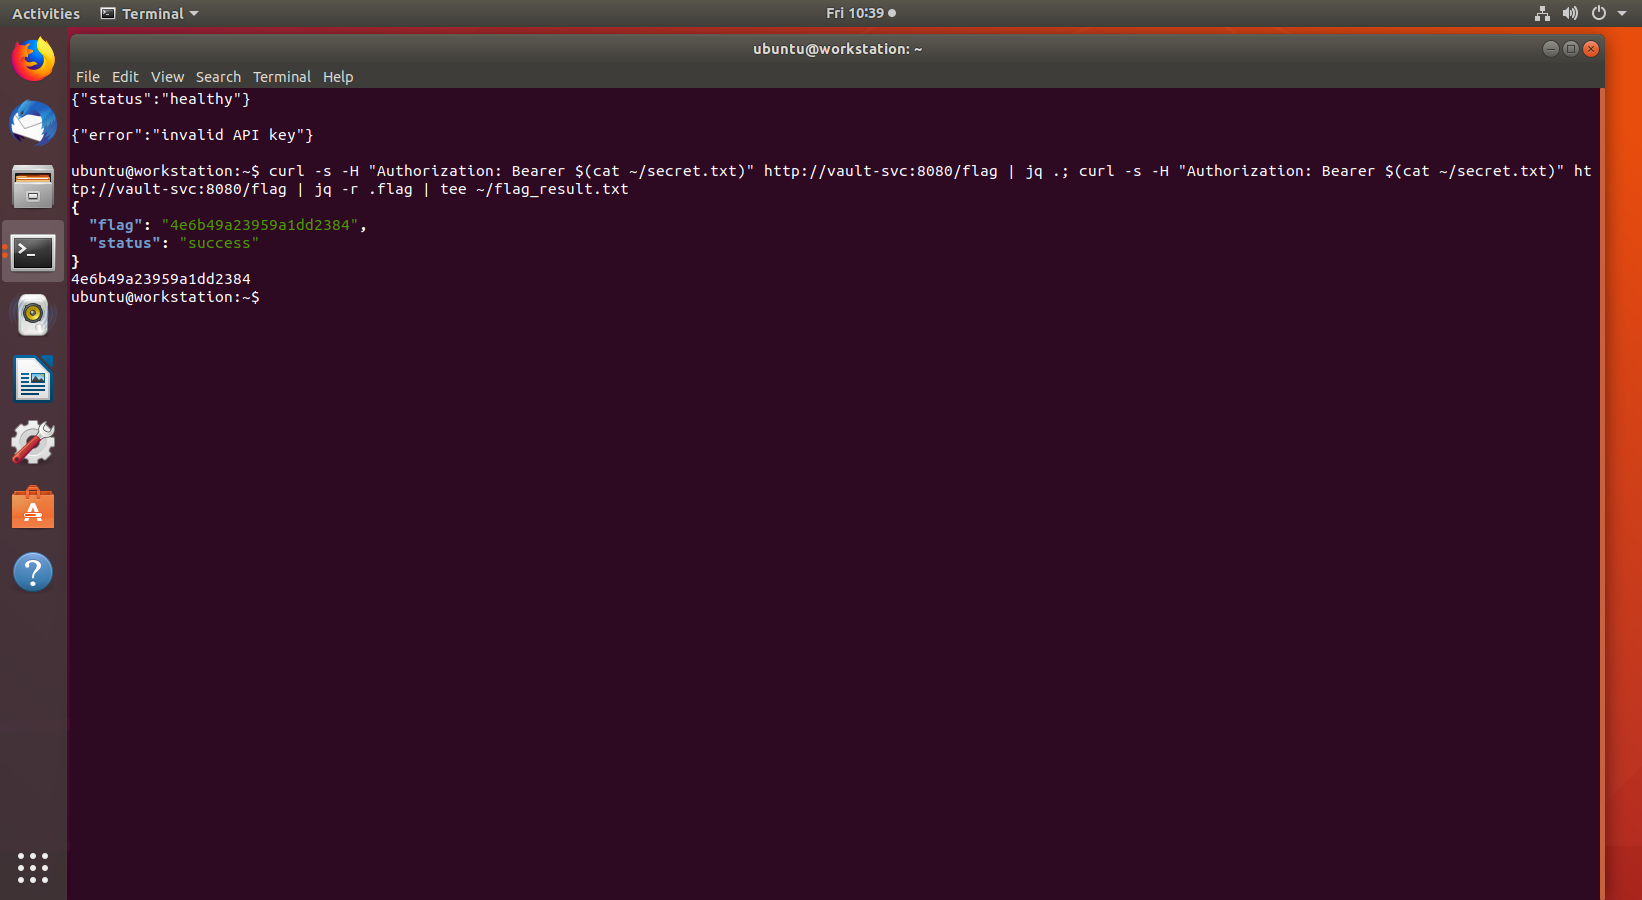 Activities
Terminal
Fri 10:39
ubuntu@workstation: ~
File Edit View Search Terminal Help
{"status":"healthy"}
{"error":"invalid API key"}
ubuntu@workstation:~$ curl -s -H "Authorization: Bearer $(cat ~/secret.txt)" http://vault-svc:8080/flag | jq .; curl -s -H "Authorization: Bearer $(cat ~/secret.txt)" ht
tp://vault-svc:8080/flag | jq -r .flag | tee ~/flag_result.txt
{
  "flag": "4e6b49a23959a1dd2384",
  "status": "success"
}
4e6b49a23959a1dd2384
ubuntu@workstation:~$